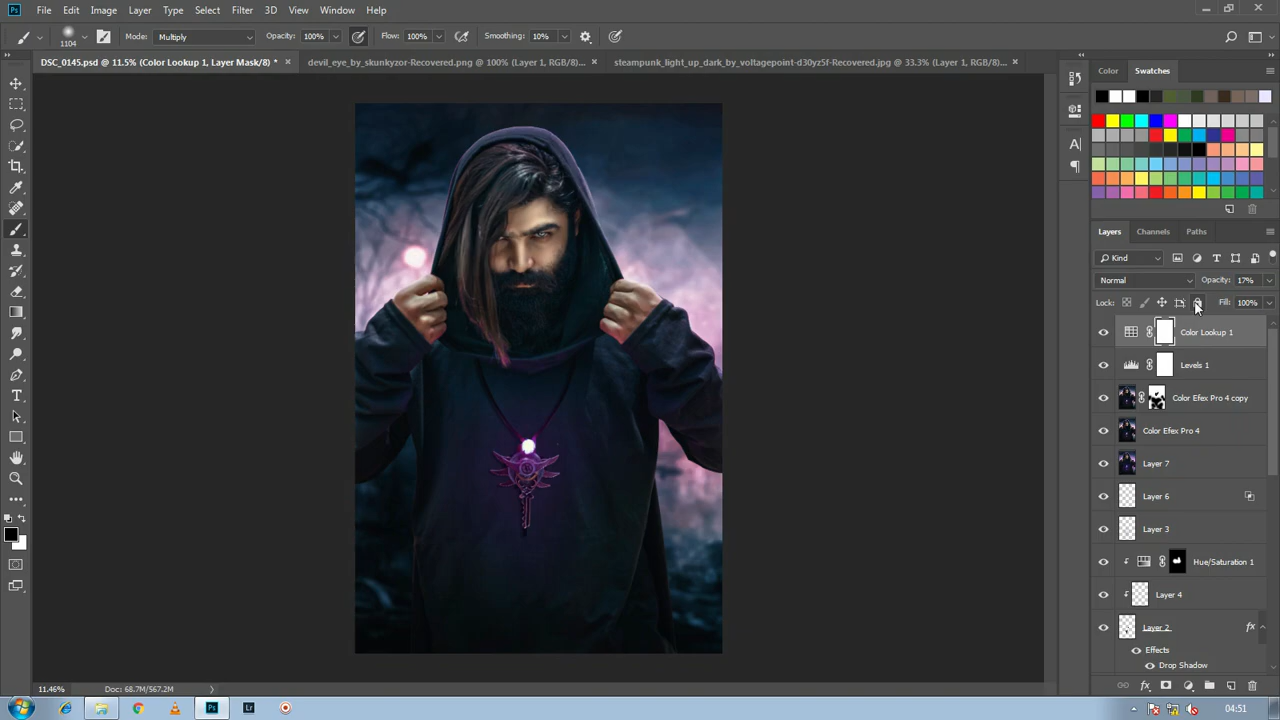 Ps File Edit Image Layer Type Select Filter 3D View Window Help
1104 Mode: Multiply Opacity: 100% Flow: 100% Smoothing: 10%
DSC_0145.psd @ 11.5% (Color Lookup 1, Layer Mask/8) * × devil_eye_by_skunkyzor-Recovered.png @ 100% (Layer 1, RGB/8)... × steampunk_light_up_dark_by_voltagepoint-d30yz5f-Recovered.jpg @ 33.3% (Layer 1, RGB/8)... ×
Color Swatches
Layers Channels Paths
Kind
Normal Opacity: 17%
Lock: Fill: 100%
Color Lookup 1
Levels 1
Color Efex Pro 4 copy
Color Efex Pro 4
Layer 7
Layer 6
Layer 3
Hue/Saturation 1
Layer 4
Layer 2 fx
Effects
Drop Shadow
11.46% Doc: 68.7M/567.2M
Ps Lr 04:51